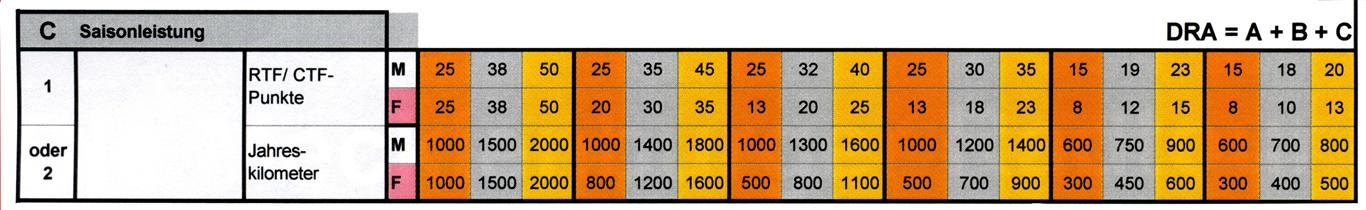 C Saisonleistung
DRA = A + B + C
1 RTF/ CTF-Punkte M 25 38 50 25 35 45 25 32 40 25 30 35 15 19 23 15 18 20
F 25 38 50 20 30 35 13 20 25 13 18 23 8 12 15 8 10 13
oder 2 Jahres-kilometer M 1000 1500 2000 1000 1400 1800 1000 1300 1600 1000 1200 1400 600 750 900 600 700 800
F 1000 1500 2000 800 1200 1600 500 800 1100 500 700 900 300 450 600 300 400 500